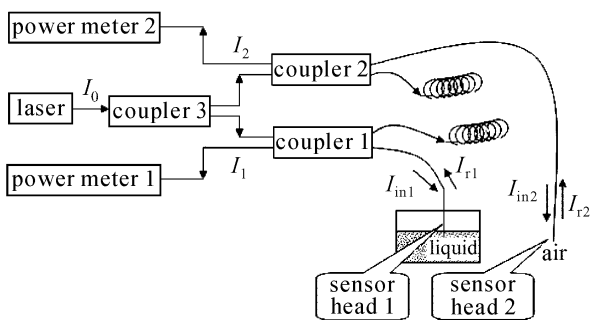 power meter 2
I2
coupler 2
laser
I0
coupler 3
coupler 1
power meter 1
I1
Iin1
Ir1
Iin2
Ir2
liquid
air
sensor
head 1
sensor
head 2